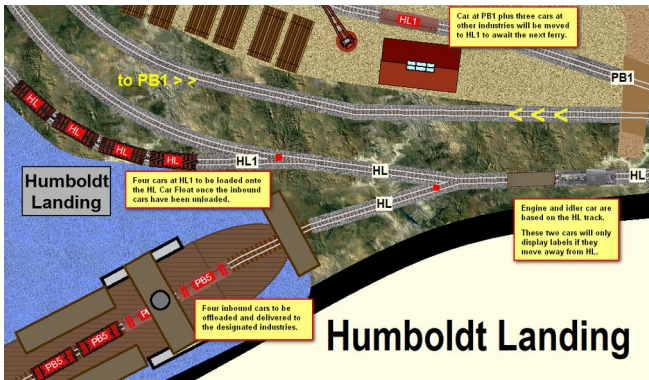 HL1
Car at PB1 plus three cars at
other industries will be moved
to HL1 to await the next ferry.
to PB1 > >
PB1
< < <
HL
HL
HL
HL
HL1
HL
HL
HL
Humboldt
Landing
Four cars at HL1 to be loaded onto
the HL Car Float once the inbound
cars have been unloaded.
Engine and idler car are
based on the HL track.
These two cars will only
display labels if they
move away from HL.
PB5
PB5
PB5
PB5
Four inbound cars to be
offloaded and delivered to
the designated industries.
Humboldt Landing